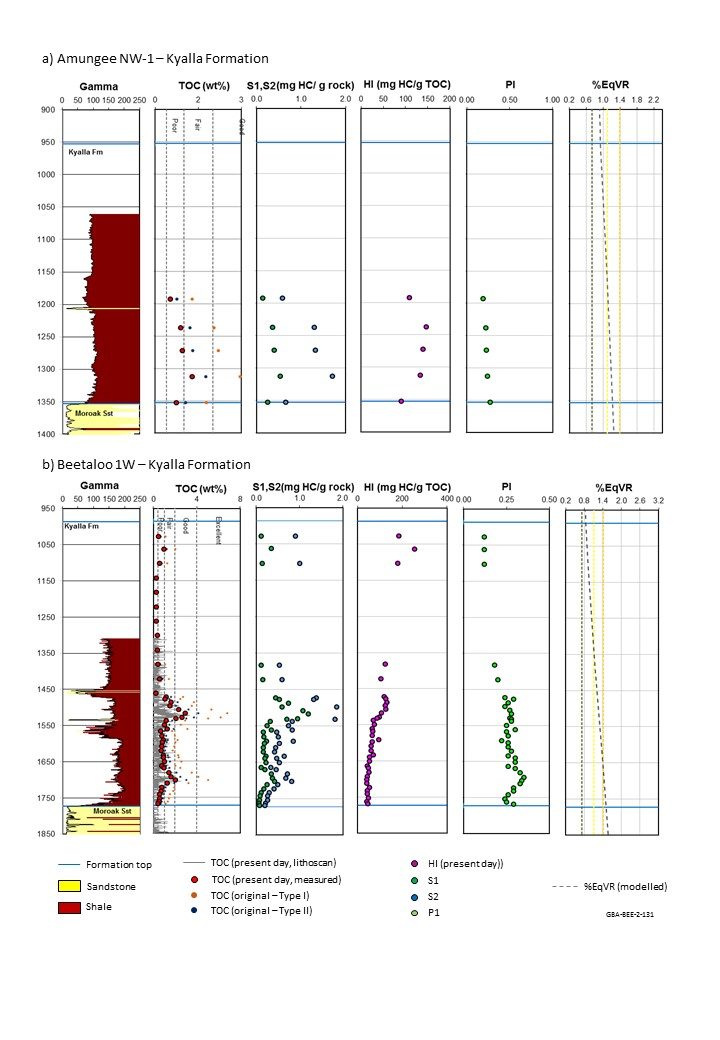 a) Amungee NW-1 – Kyalla Formation
Gamma TOC (wt%) S1,S2(mg HC/ g rock) HI (mg HC/g TOC) PI %EqVR
0 50 100 150 200 250 0 2 3 0.0 1.0 2.0 0 50 100 150 200 0.00 0.50 1.00 0.2 0.6 1.0 1.4 1.8 2.2
900
Poor Fair Good
950
Kyalla Fm
1000
1050
1100
1150
1200
1250
1300
1350
Moroak Sst
1400
b) Beetaloo 1W – Kyalla Formation
Gamma TOC (wt%) S1,S2(mg HC/g rock) HI (mg HC/g TOC) PI %EqVR
0 50 100 150 200 250 0 4 8 0.0 1.0 2.0 0 200 400 0.00 0.25 0.50 0.2 0.8 1.4 2.0 2.6 3.2
950
Poor Fair Good Excellent
Kyalla Fm
1050
1150
1250
1350
1450
1550
1650
1750
Moroak Sst
1850
Formation top
Sandstone
Shale
TOC (present day, lithoscan)
TOC (present day, measured)
TOC (original – Type I)
TOC (original – Type II)
HI (present day))
S1
S2
P1
%EqVR (modelled)
GBA-BEE-2-131